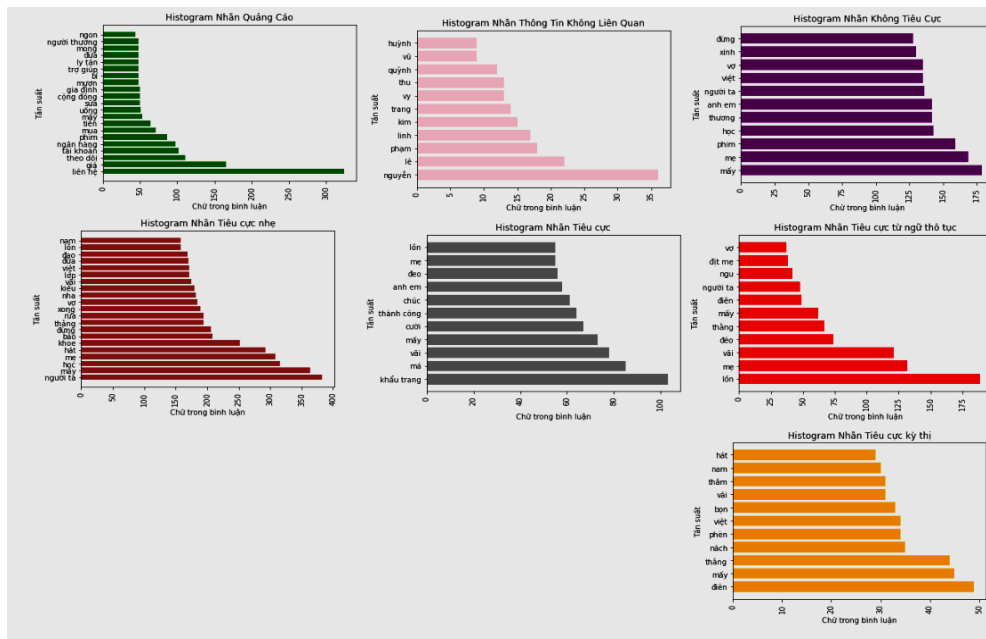 Histogram Nhãn Quảng Cáo
Tần suất
ngon
người thương
mong
đưa
ly tán
trợ giúp
bị
mượn
gia đình
cộng đồng
sữa
uống
mấy
tiền
mua
phim
ngân hàng
tài khoản
theo dõi
giá
liên hệ
0
50
100
150
200
250
300
Chữ trong bình luận
Histogram Nhãn Thông Tin Không Liên Quan
Tần suất
huỳnh
vũ
quỳnh
thu
vy
trang
kim
linh
phạm
lê
nguyễn
0
5
10
15
20
25
30
35
Chữ trong bình luận
Histogram Nhãn Không Tiêu Cực
Tần suất
đừng
xinh
vợ
việt
người ta
anh em
thương
học
phim
mẹ
mấy
0
25
50
75
100
125
150
175
Chữ trong bình luận
Histogram Nhãn Tiêu cực nhẹ
Tần suất
nam
lồn
đạo
đứa
việt
lớp
vãi
kiểu
nha
vợ
xong
rửa
thằng
đừng
báo
khoe
hát
mẹ
học
mấy
người ta
0
50
100
150
200
250
300
350
400
Chữ trong bình luận
Histogram Nhãn Tiêu cực
Tần suất
lồn
mẹ
đeo
anh em
chúc
thành công
cười
mấy
vãi
má
khẩu trang
0
20
40
60
80
100
Chữ trong bình luận
Histogram Nhãn Tiêu cực từ ngữ thô tục
Tần suất
vợ
địt mẹ
ngu
người ta
điên
mấy
thằng
đéo
vãi
mẹ
lồn
0
25
50
75
100
125
150
175
Chữ trong bình luận
Histogram Nhãn Tiêu cực kỳ thị
Tần suất
hát
nam
thâm
vãi
bọn
việt
phèn
nách
thằng
mấy
điên
0
10
20
30
40
50
Chữ trong bình luận